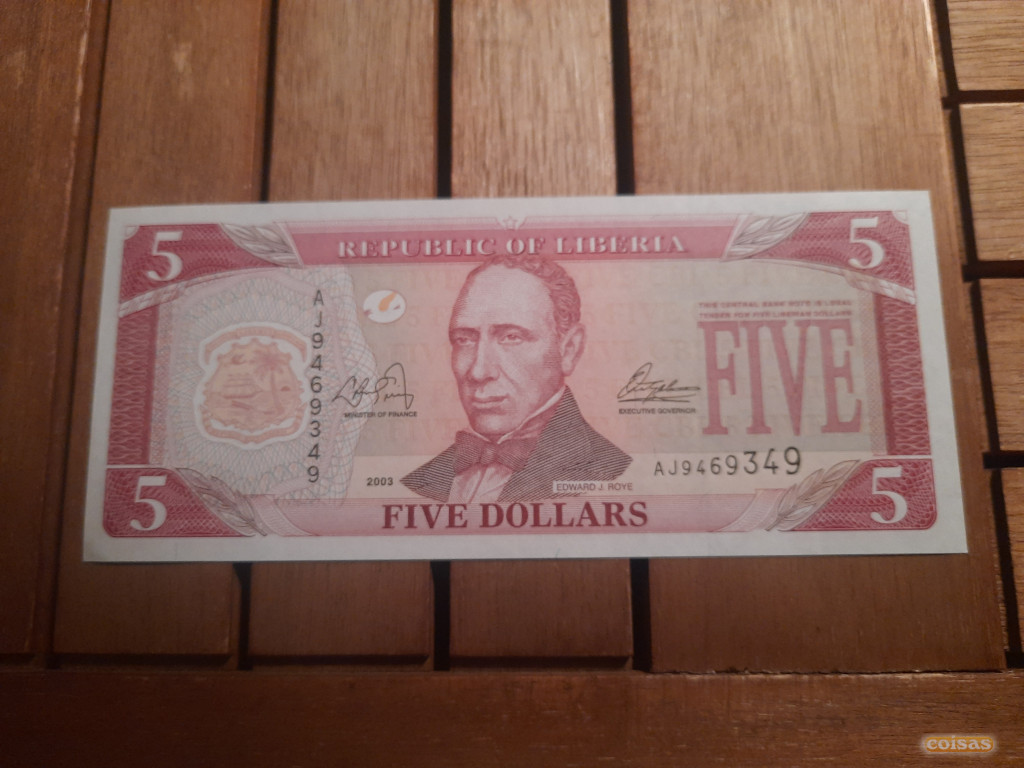 5
REPUBLIC OF LIBERIA
5
AJ9469349
THIS CENTRAL BANK NOTE IS LEGAL
TENDER FOR FIVE LIBERIAN DOLLARS
FIVE
MINISTER OF FINANCE
EXECUTIVE GOVERNOR
AJ9469349
2003
EDWARD J. ROYE
5
FIVE DOLLARS
5
coisas